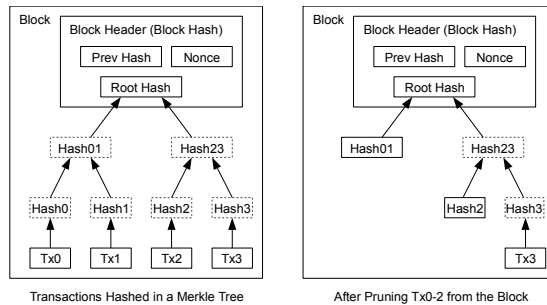 Block
Block Header (Block Hash)
Prev Hash
Nonce
Root Hash
Hash01
Hash23
Hash0
Hash1
Hash2
Hash3
Tx0
Tx1
Tx2
Tx3
Transactions Hashed in a Merkle Tree
Block
Block Header (Block Hash)
Prev Hash
Nonce
Root Hash
Hash01
Hash23
Hash2
Hash3
Tx3
After Pruning Tx0-2 from the Block